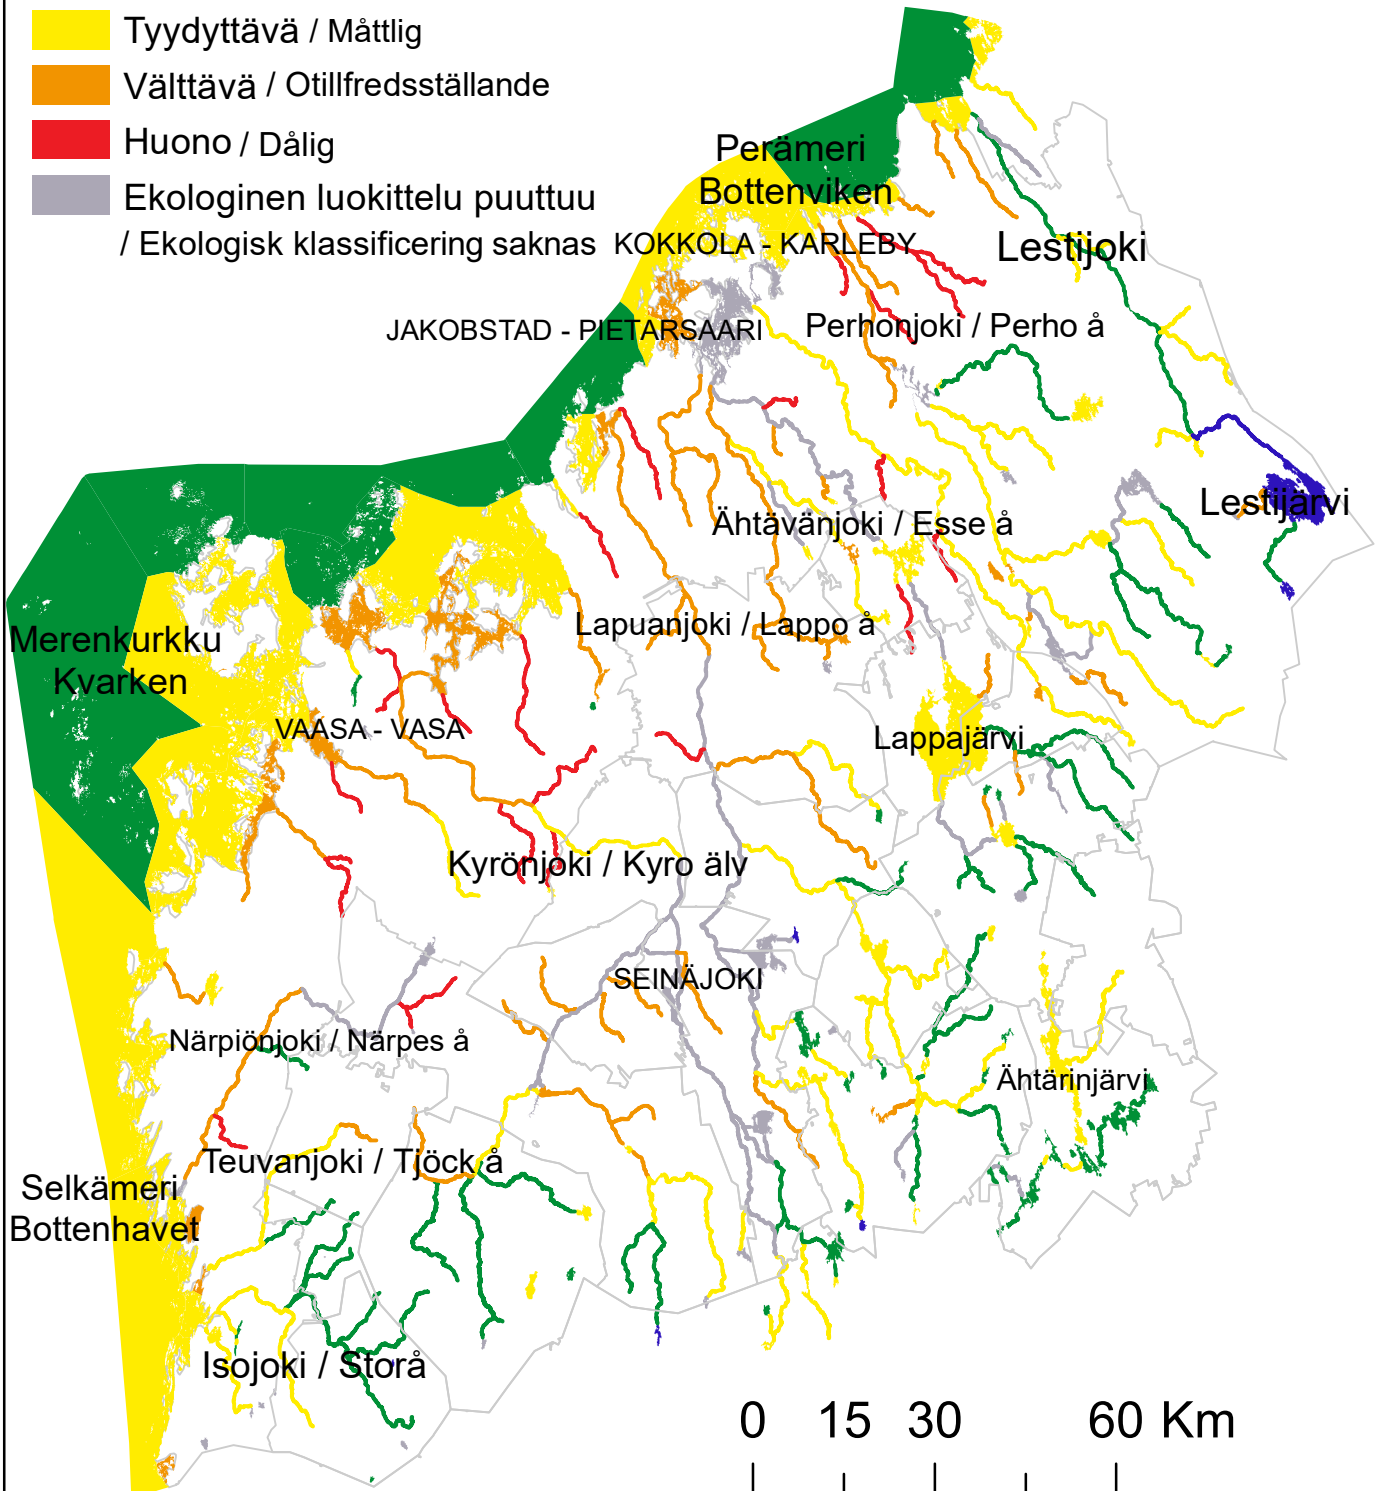 Tyydyttävä / Måttlig
Välttävä / Otillfredsställande
Huono / Dålig
Ekologinen luokittelu puuttuu
/ Ekologisk klassificering saknas
Perämeri
Bottenviken
KOKKOLA - KARLEBY
Lestijoki
JAKOBSTAD - PIETARSAARI
Perhonjoki / Perho å
Lestijärvi
Ähtävänjoki / Esse å
Lapuanjoki / Lappo å
Merenkurkku
Kvarken
VAASA - VASA
Lappajärvi
Kyrönjoki / Kyro älv
SEINÄJOKI
Närpiönjoki / Närpes å
Ähtärinjärvi
Teuvanjoki / Tjöck å
Selkämeri
Bottenhavet
Isojoki / Storå
0 15 30 60 Km